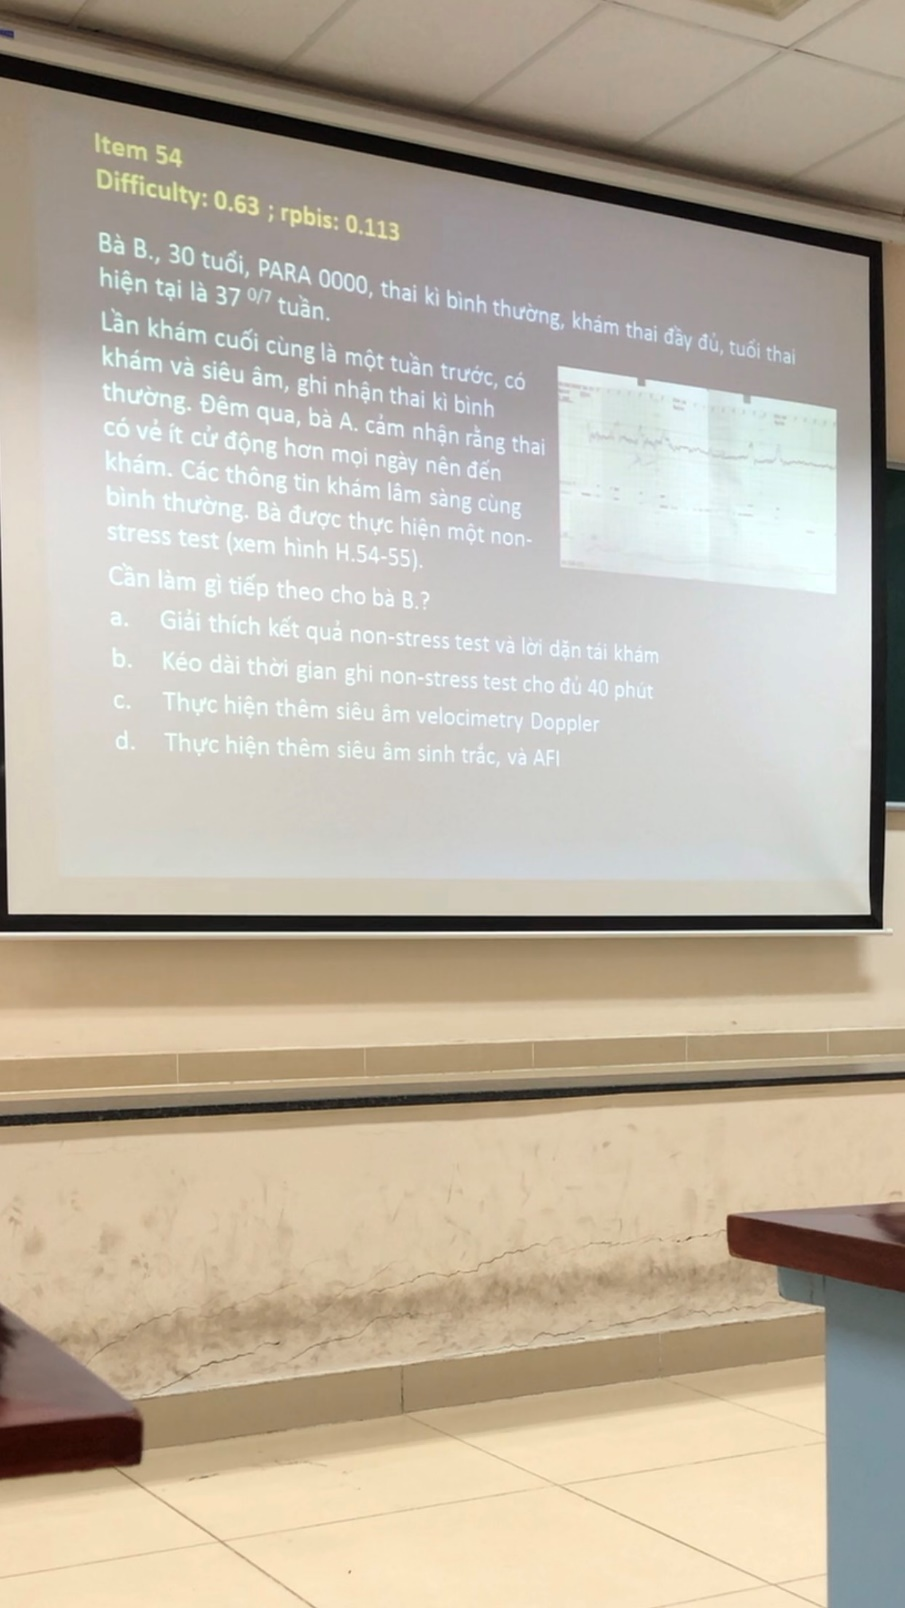 Item 54
Difficulty: 0.63 ; rpbis: 0.113
Bà B., 30 tuổi, PARA 0000, thai kì bình thường, khám thai đầy đủ, tuổi thai
hiện tại là 37 0/7 tuần.
Lần khám cuối cùng là một tuần trước, có
khám và siêu âm, ghi nhận thai kì bình
thường. Đêm qua, bà A. cảm nhận rằng thai
có vẻ ít cử động hơn mọi ngày nên đến
khám. Các thông tin khám lâm sàng cùng
bình thường. Bà được thực hiện một non-
stress test (xem hình H.54-55).
Cần làm gì tiếp theo cho bà B.?
a. Giải thích kết quả non-stress test và lời dặn tái khám
b. Kéo dài thời gian ghi non-stress test cho đủ 40 phút
c. Thực hiện thêm siêu âm velocimetry Doppler
d. Thực hiện thêm siêu âm sinh trắc, và AFI